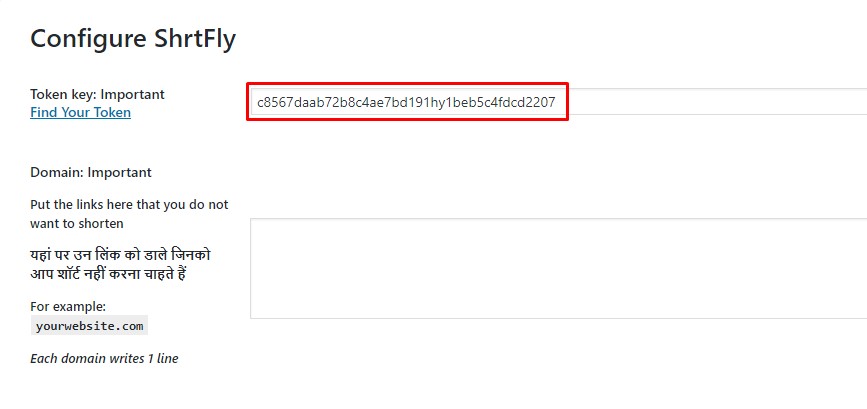 Configure ShrtFly
Token key: Important
c8567daab72b8c4ae7bd191hy1beb5c4fdcd2207
Find Your Token
Domain: Important
Put the links here that you do not
want to shorten
यहां पर उन लिंक को डाले जिनको
आप शॉर्ट नहीं करना चाहते हैं
For example:
yourwebsite.com
Each domain writes 1 line